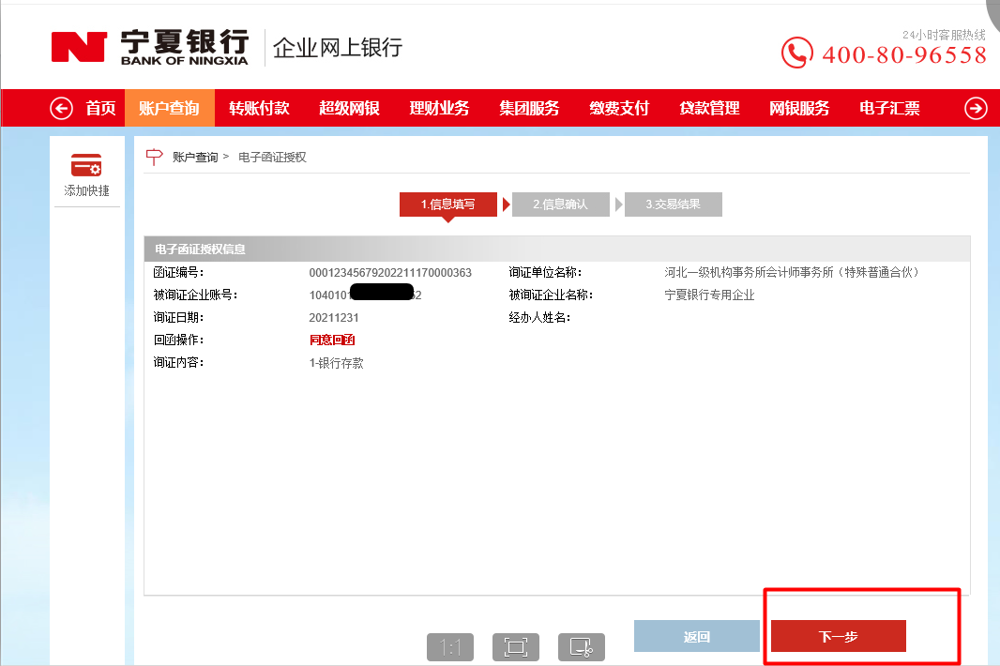 宁夏银行
BANK OF NINGXIA
企业网上银行
24小时客服热线
400-80-96558
首页 账户查询 转账付款 超级网银 理财业务 集团服务 缴费支付 贷款管理 网银服务 电子汇票
添加快捷
账户查询 > 电子函证授权
1.信息填写 2.信息确认 3.交易结果
电子函证授权信息
函证编号： 00012345679202211170000363 询证单位名称： 河北一级机构事务所会计师事务所（特殊普通合伙）
被询证企业账号： 104010 52 被询证企业名称： 宁夏银行专用企业
询证日期： 20211231 经办人姓名：
回函操作： 同意回函
询证内容： 1-银行存款
1:1
返回 下一步